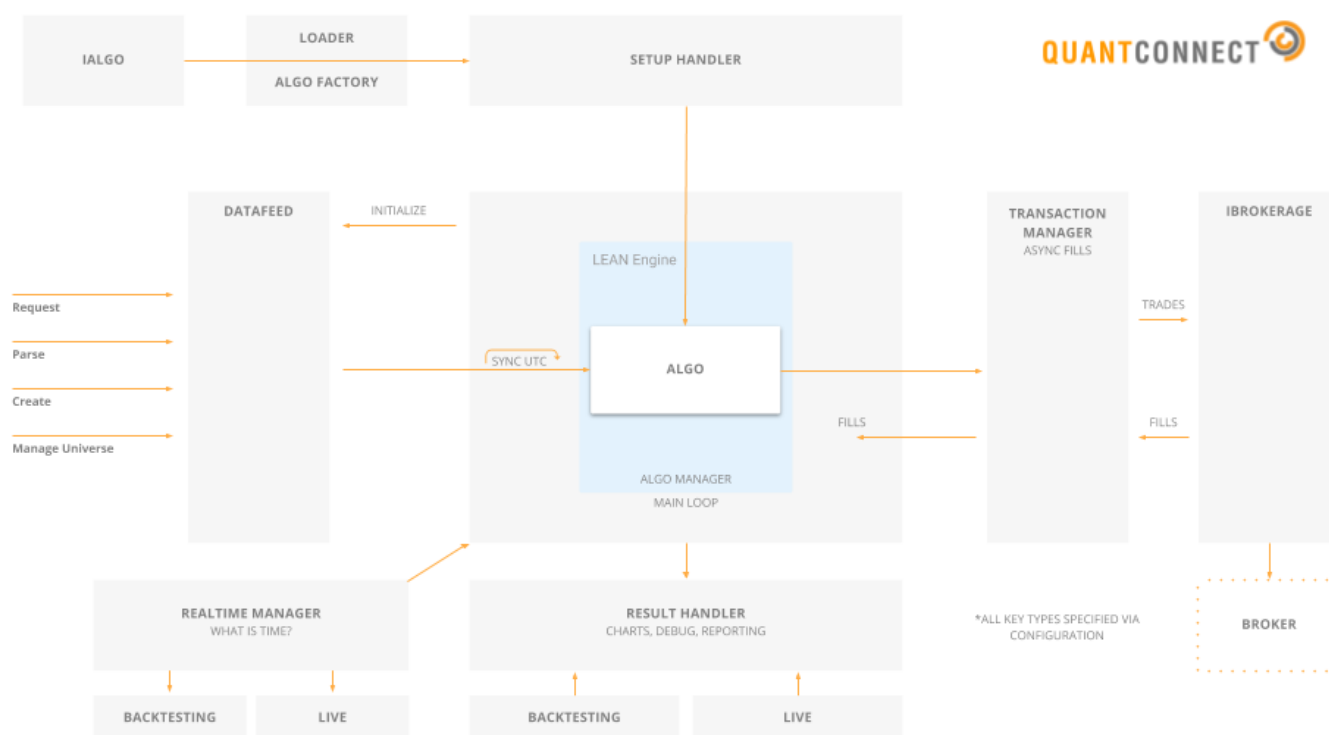 IALGO
LOADER
ALGO FACTORY
SETUP HANDLER
QUANTCONNECT
DATAFEED
INITIALIZE
LEAN Engine
TRANSACTION
MANAGER
ASYNC FILLS
IBROKERAGE
Request
Parse
Create
Manage Universe
SYNC UTC
ALGO
TRADES
FILLS
FILLS
ALGO MANAGER
MAIN LOOP
REALTIME MANAGER
WHAT IS TIME?
RESULT HANDLER
CHARTS, DEBUG, REPORTING
*ALL KEY TYPES SPECIFIED VIA
CONFIGURATION
BROKER
BACKTESTING
LIVE
BACKTESTING
LIVE